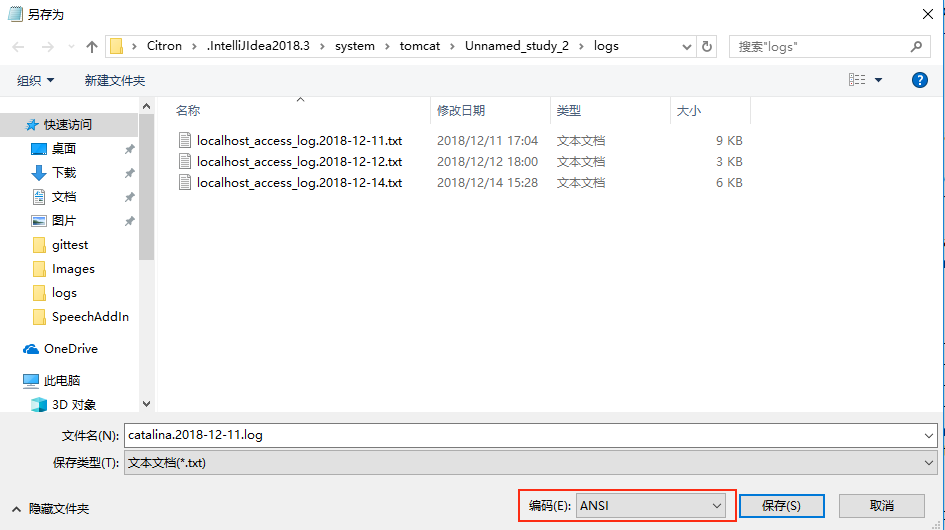 另存为
Citron › .IntelliJIdea2018.3 › system › tomcat › Unnamed_study_2 › logs
搜索"logs"
组织
新建文件夹
名称 修改日期 类型 大小
localhost_access_log.2018-12-11.txt 2018/12/11 17:04 文本文档 9 KB
localhost_access_log.2018-12-12.txt 2018/12/12 18:00 文本文档 3 KB
localhost_access_log.2018-12-14.txt 2018/12/14 15:28 文本文档 6 KB
快速访问
桌面
下载
文档
图片
gittest
Images
logs
SpeechAddIn
OneDrive
此电脑
3D 对象
文件名(N): catalina.2018-12-11.log
保存类型(T): 文本文档(*.txt)
隐藏文件夹
编码(E): ANSI
保存(S)
取消